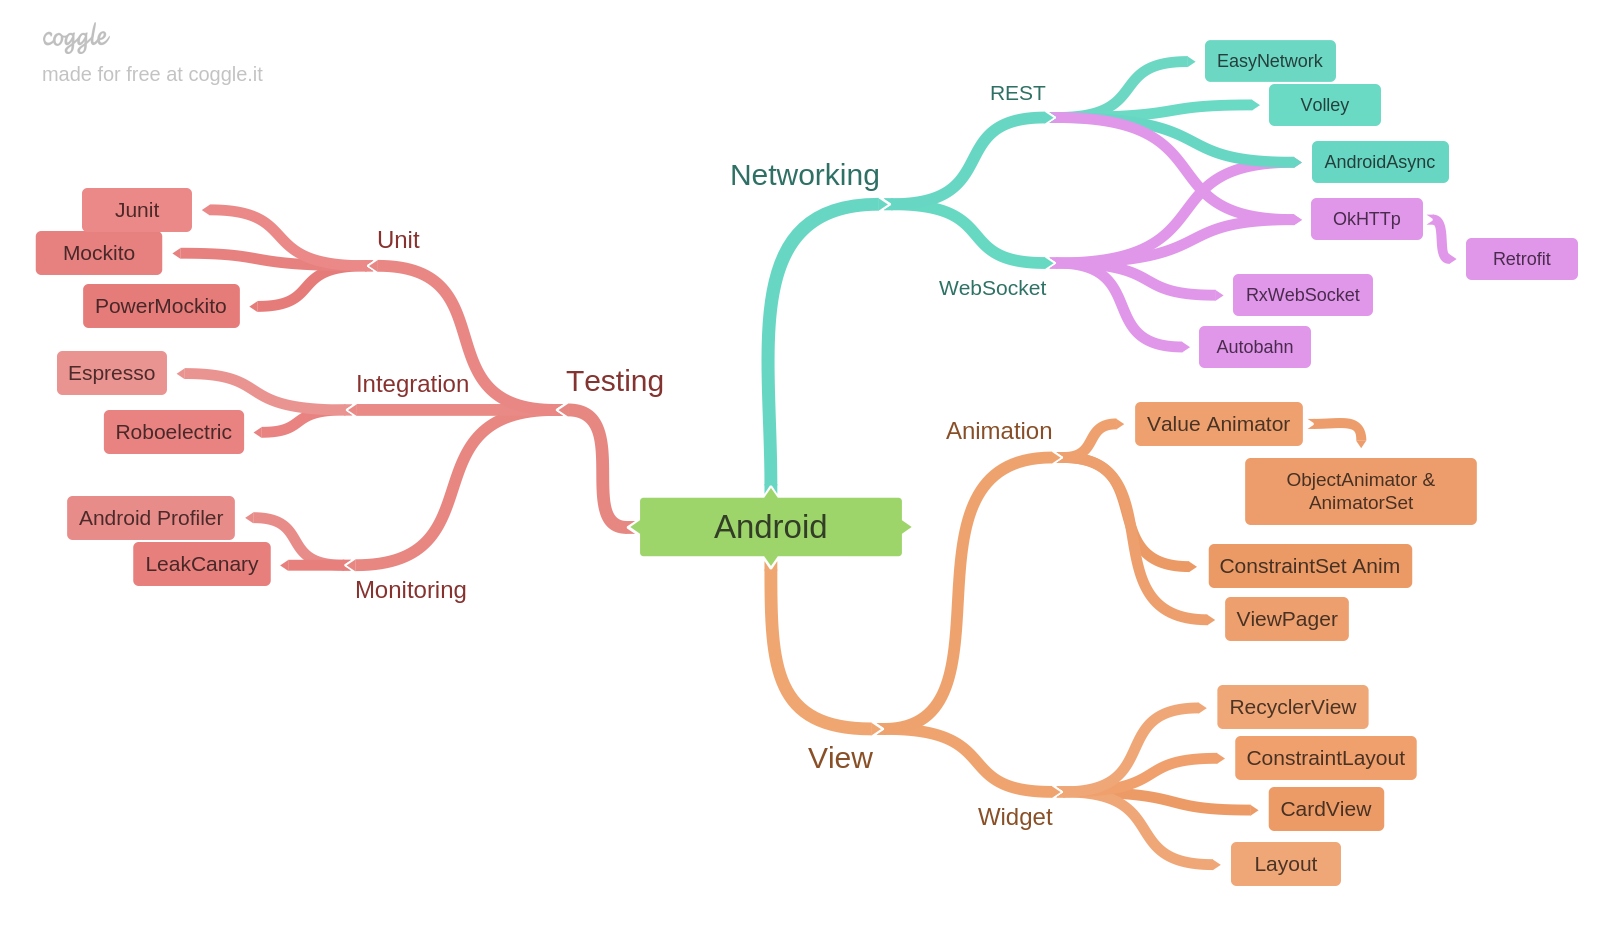 coggle
made for free at coggle.it
Android
Networking
REST
EasyNetwork
Volley
AndroidAsync
OkHTTp
Retrofit
WebSocket
RxWebSocket
Autobahn
View
Animation
Value Animator
ObjectAnimator &
AnimatorSet
ConstraintSet Anim
ViewPager
Widget
RecyclerView
ConstraintLayout
CardView
Layout
Testing
Unit
Junit
Mockito
PowerMockito
Integration
Espresso
Roboelectric
Monitoring
Android Profiler
LeakCanary